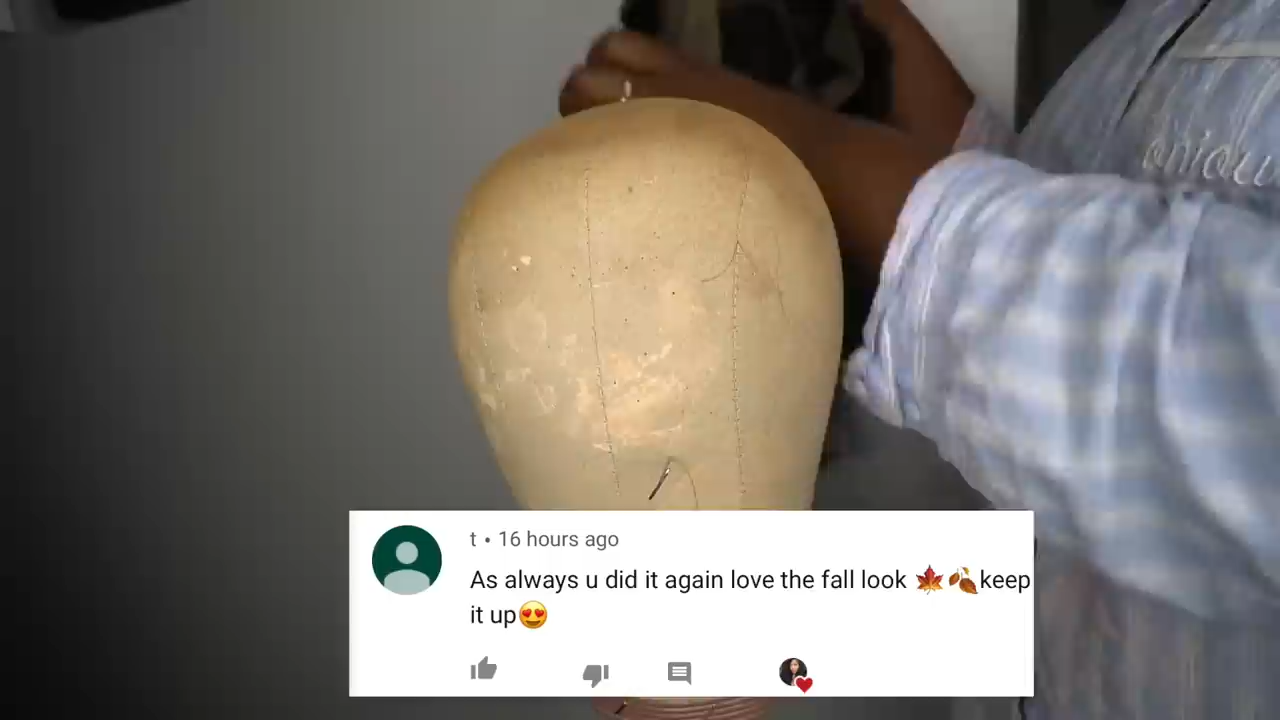 t • 16 hours ago
As always u did it again love the fall look 🍁🍂keep
it up😍